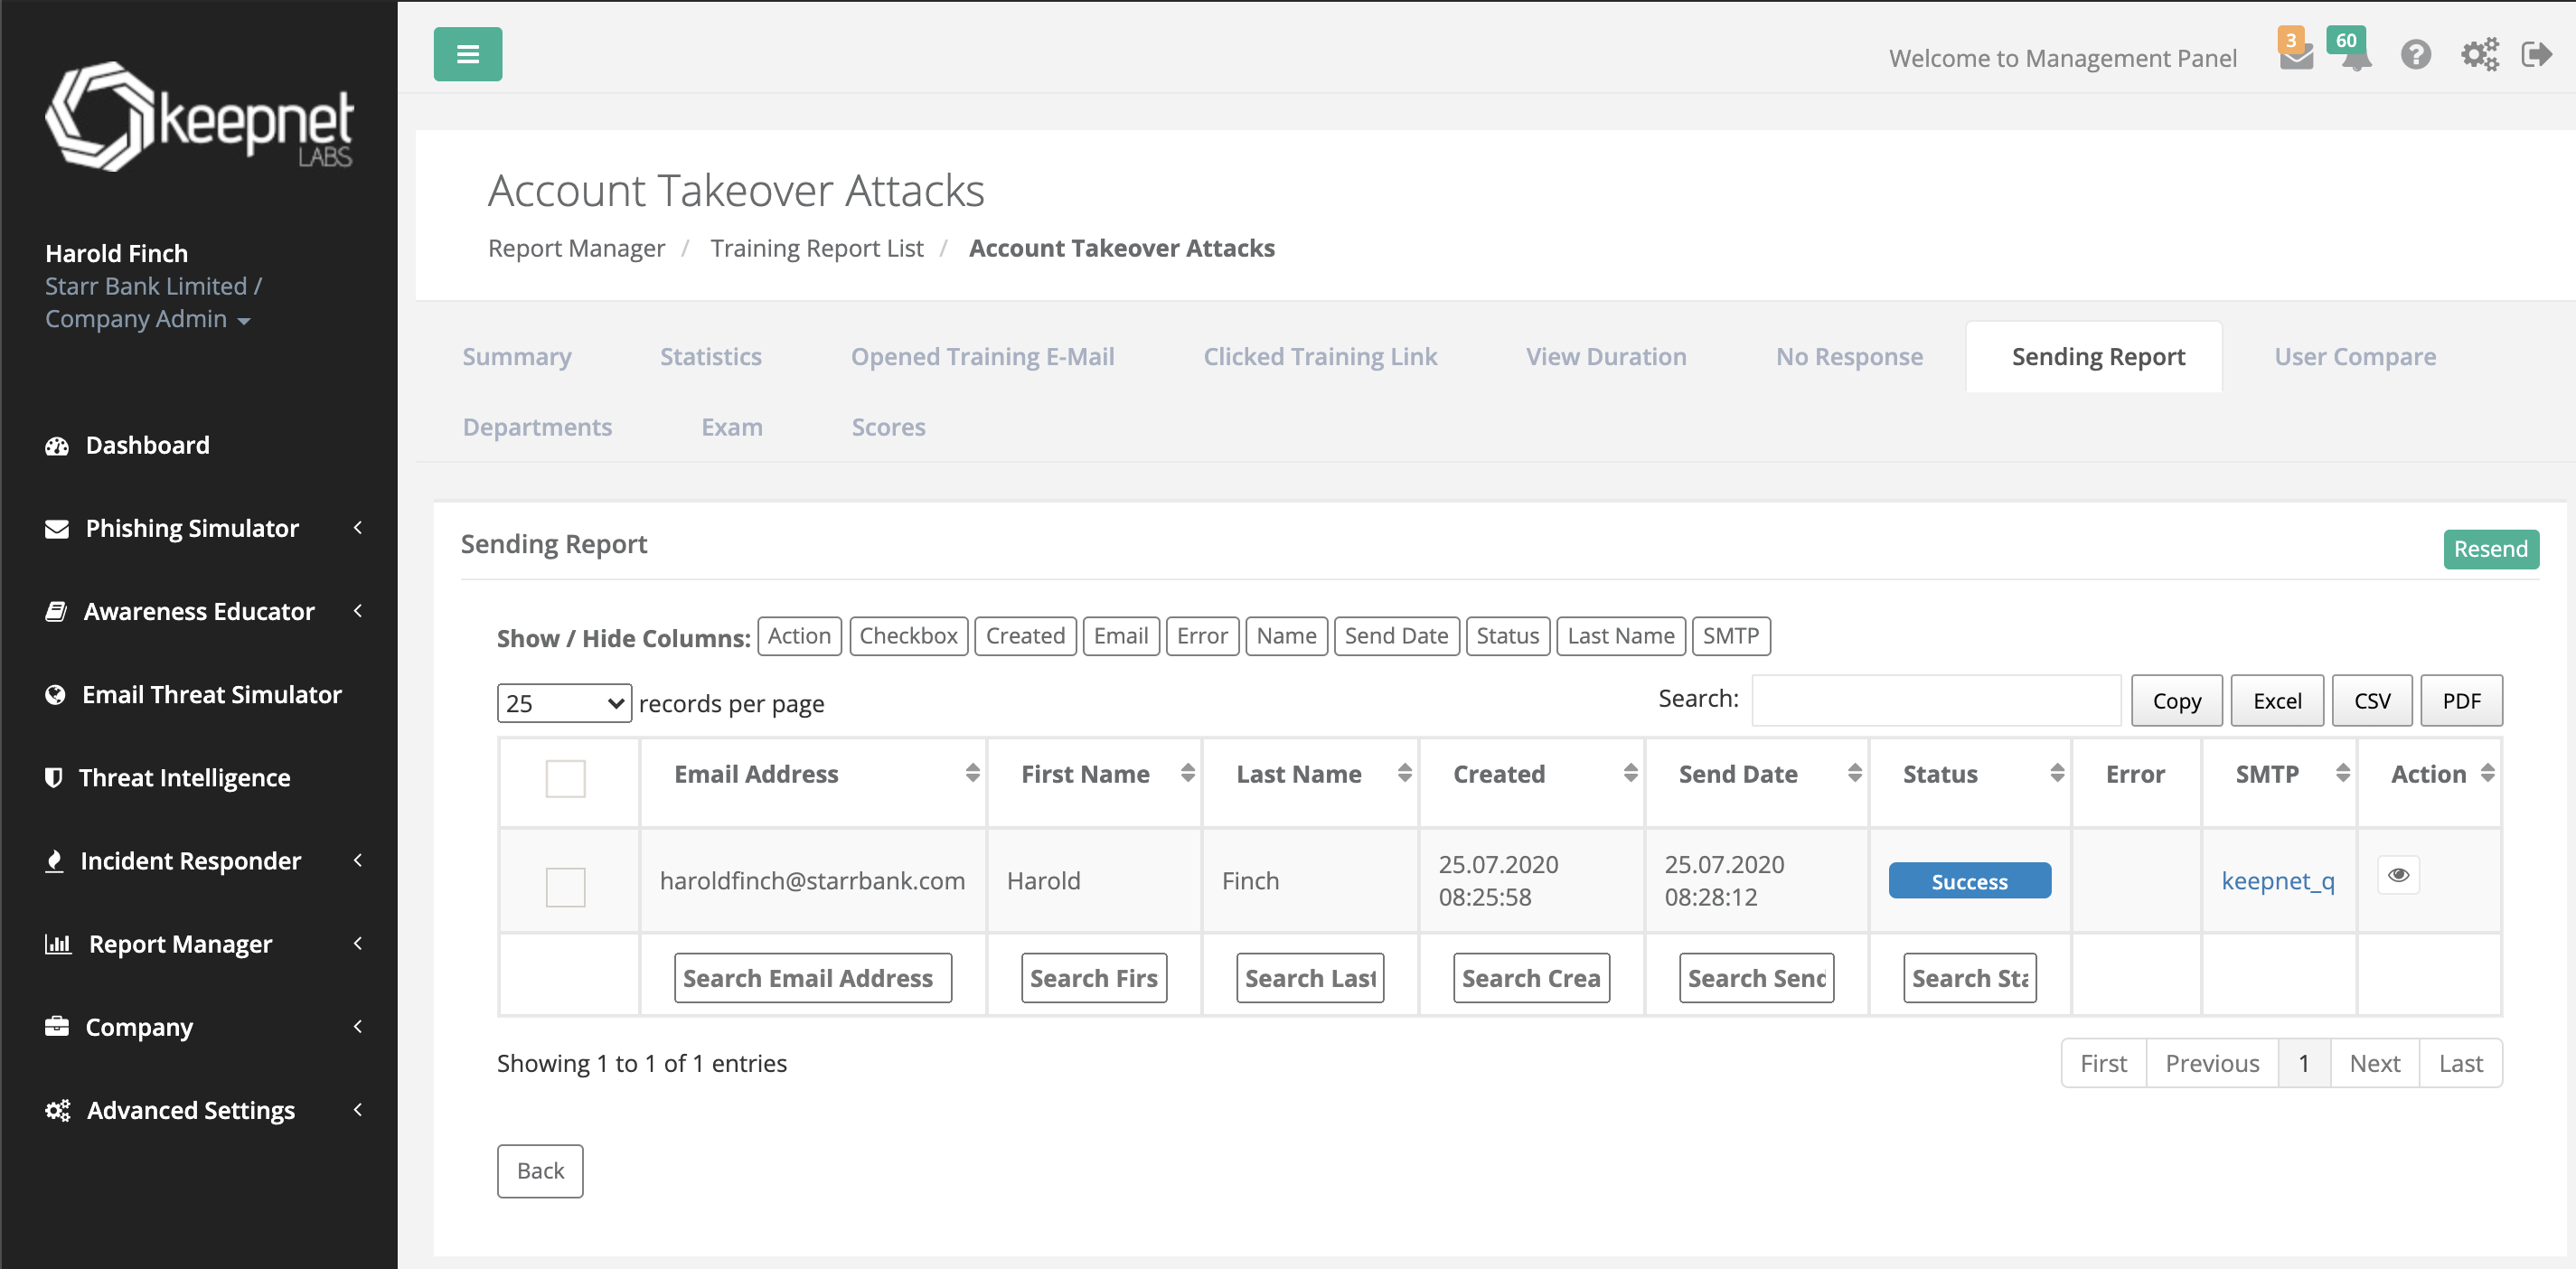 keepnet
LABS
Harold Finch
Starr Bank Limited /
Company Admin
Dashboard
Phishing Simulator
Awareness Educator
Email Threat Simulator
Threat Intelligence
Incident Responder
Report Manager
Company
Advanced Settings
Welcome to Management Panel
3
60
Account Takeover Attacks
Report Manager / Training Report List / Account Takeover Attacks
Summary Statistics Opened Training E-Mail Clicked Training Link View Duration No Response Sending Report User Compare
Departments Exam Scores
Sending Report
Resend
Show / Hide Columns: Action Checkbox Created Email Error Name Send Date Status Last Name SMTP
25 records per page Search: Copy Excel CSV PDF
Email Address First Name Last Name Created Send Date Status Error SMTP Action
haroldfinch@starrbank.com Harold Finch 25.07.2020 08:25:58 25.07.2020 08:28:12 Success keepnet_q
Search Email Address Search Firs Search Last Search Crea Search Send Search Sta
Showing 1 to 1 of 1 entries
First Previous 1 Next Last
Back